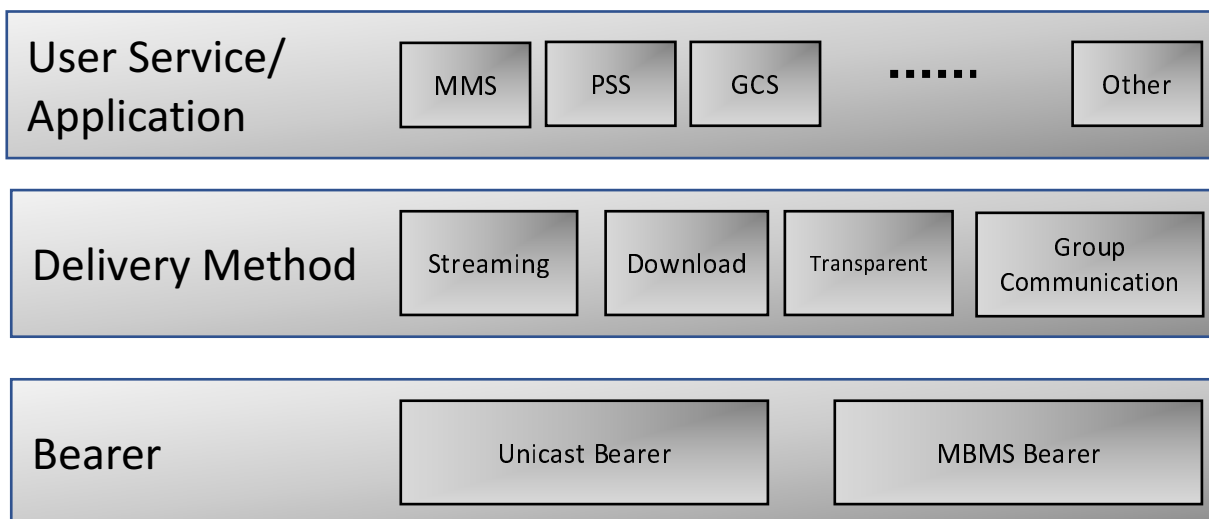 User Service/
Application
MMS
PSS
GCS
......
Other
Delivery Method
Streaming
Download
Transparent
Group
Communication
Bearer
Unicast Bearer
MBMS Bearer